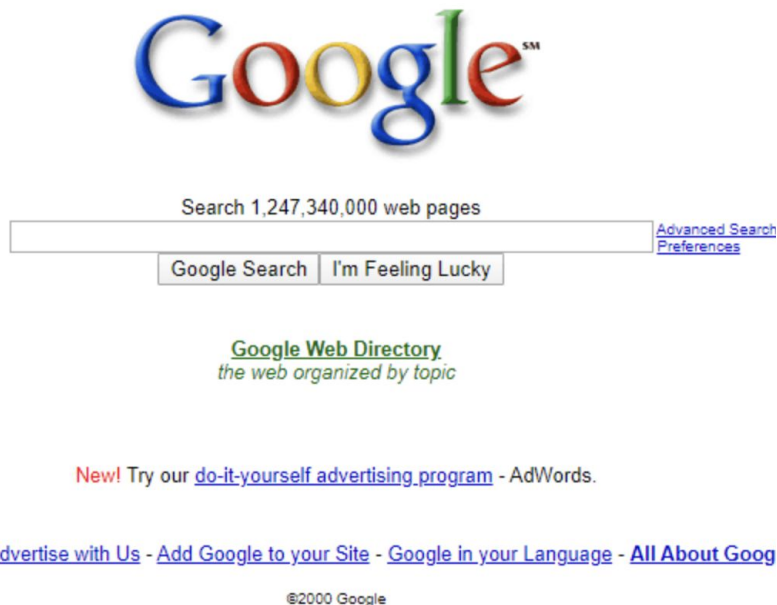 Google℠
Search 1,247,340,000 web pages
Advanced Search
Preferences
Google Search I'm Feeling Lucky
Google Web Directory
the web organized by topic
New! Try our do-it-yourself advertising program - AdWords.
dvertise with Us - Add Google to your Site - Google in your Language - All About Goog
©2000 Google